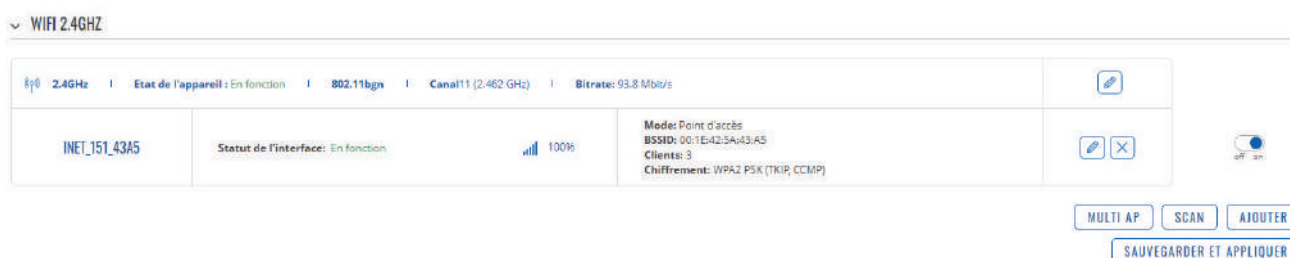 WIFI 2.4GHZ
2.4GHz | Etat de l'appareil : En fonction | 802.11bgn | Canal11 (2.462 GHz) | Bitrate: 93.8 Mbit/s
INET_151_43A5
Statut de l'interface: En fonction
100%
Mode: Point d'accès
BSSID: 00:1E:42:5A:43:A5
Clients: 3
Chiffrement: WPA2 PSK (TKIP, CCMP)
off on
MULTI AP SCAN AJOUTER
SAUVEGARDER ET APPLIQUER